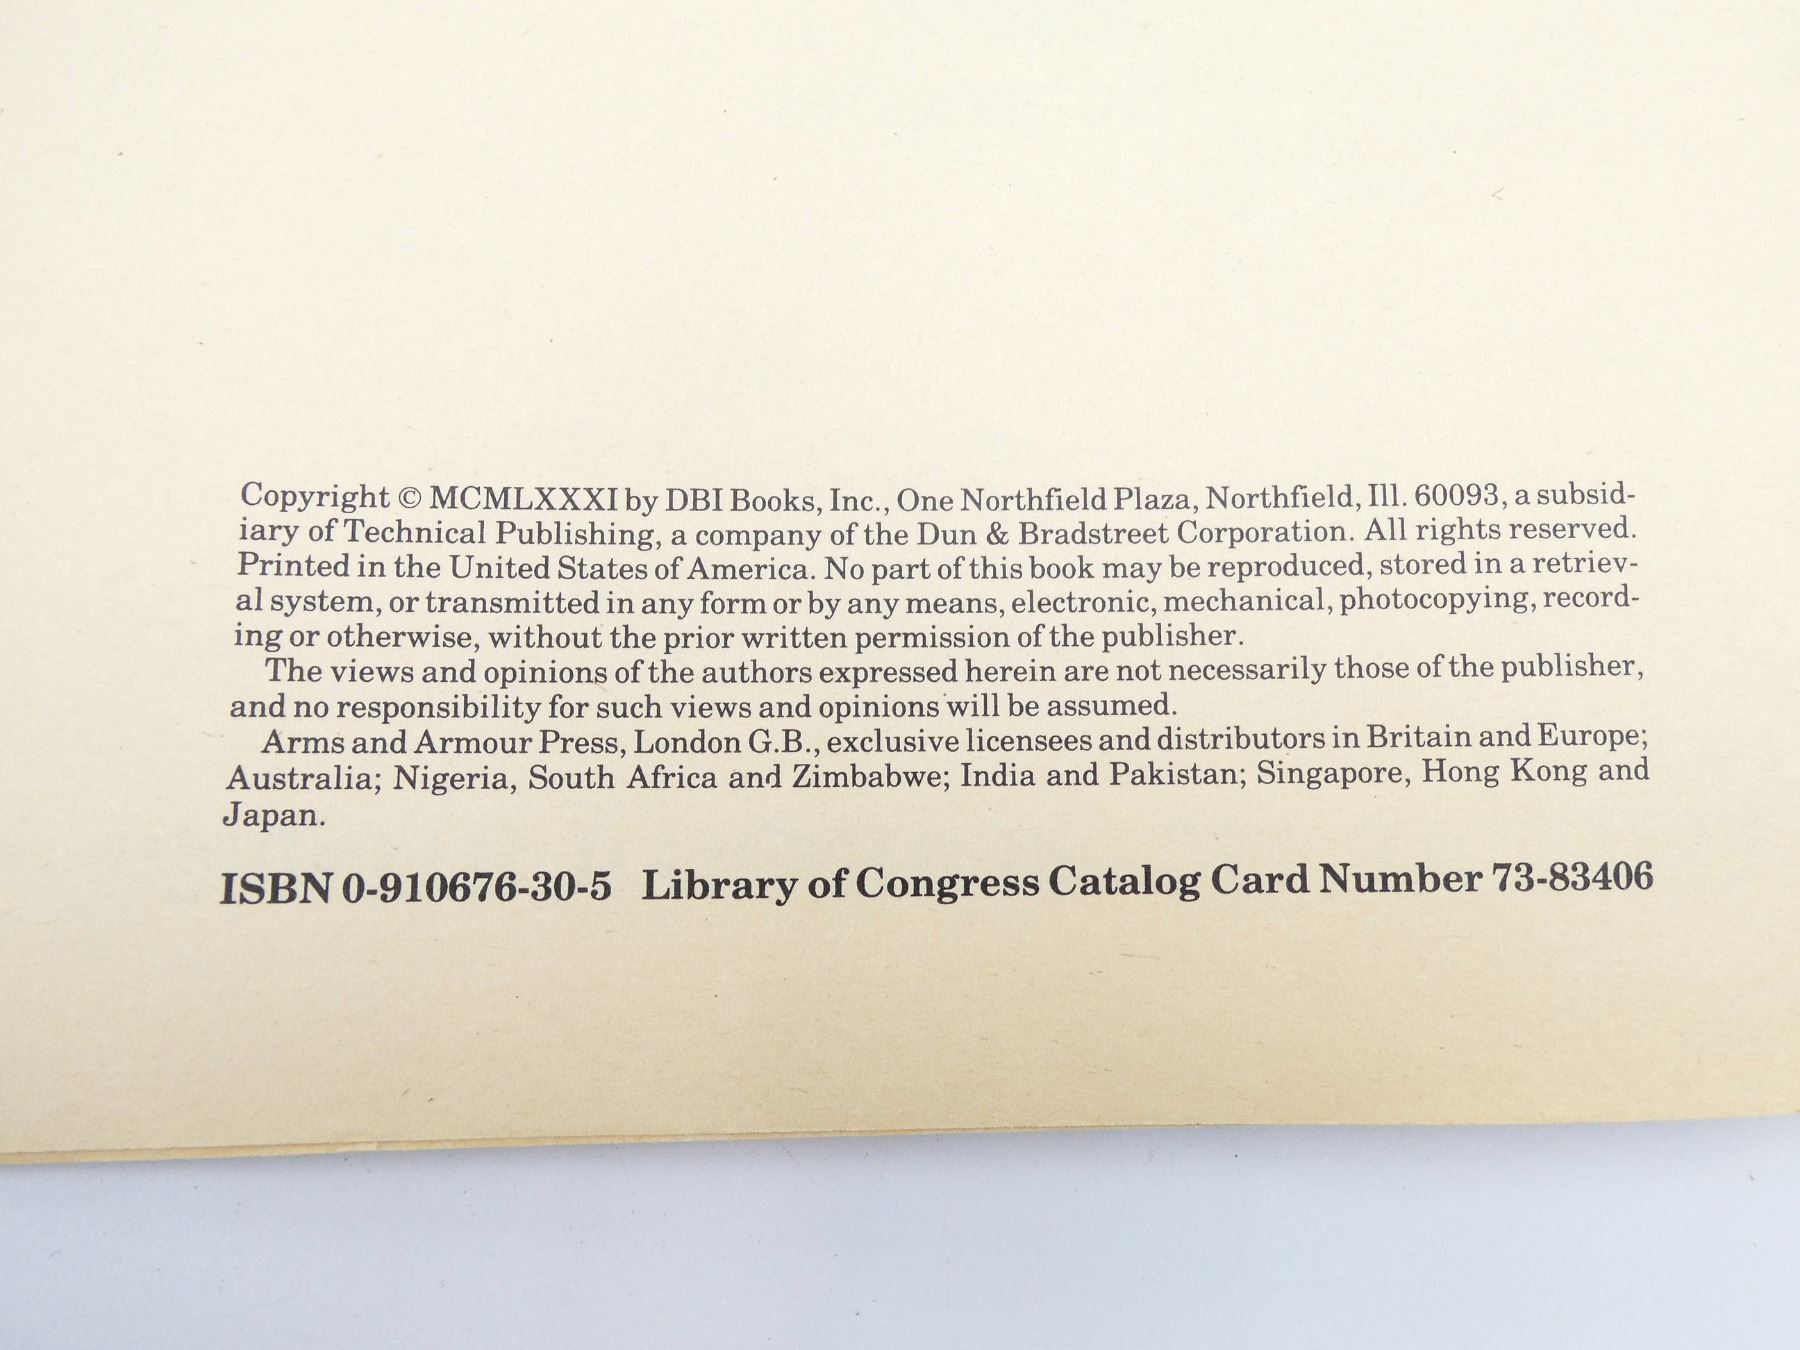 Copyright © MCMLXXXI by DBI Books, Inc., One Northfield Plaza, Northfield, Ill. 60093, a subsid-
iary of Technical Publishing, a company of the Dun & Bradstreet Corporation. All rights reserved.
Printed in the United States of America. No part of this book may be reproduced, stored in a retriev-
al system, or transmitted in any form or by any means, electronic, mechanical, photocopying, record-
ing or otherwise, without the prior written permission of the publisher.
The views and opinions of the authors expressed herein are not necessarily those of the publisher,
and no responsibility for such views and opinions will be assumed.
Arms and Armour Press, London G.B., exclusive licensees and distributors in Britain and Europe;
Australia; Nigeria, South Africa and Zimbabwe; India and Pakistan; Singapore, Hong Kong and
Japan.
ISBN 0-910676-30-5 Library of Congress Catalog Card Number 73-83406